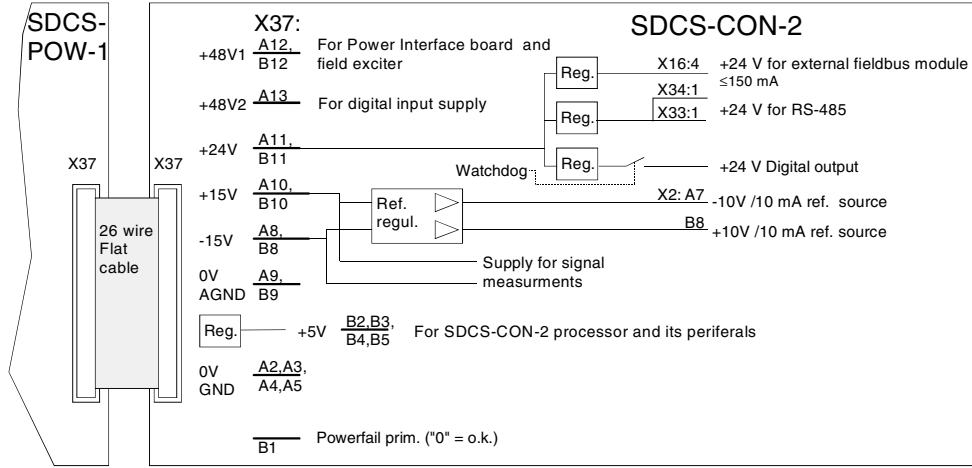 SDCS-
POW-1
X37:
SDCS-CON-2
+48V1
A12,
B12
For Power Interface board and
field exciter
+48V2
A13
For digital input supply
+24V
A11,
B11
Reg.
X16:4
+24 V for external fieldbus module
≤150 mA
X34:1
Reg.
X33:1
+24 V for RS-485
Watchdog
Reg.
+24 V Digital output
X37
X37
26 wire
Flat
cable
+15V
A10,
B10
Ref.
regul.
X2: A7
-10V /10 mA ref. source
-15V
A8,
B8
B8
+10V /10 mA ref. source
Supply for signal
measurments
0V
AGND
A9,
B9
Reg.
+5V
B2,B3,
B4,B5
For SDCS-CON-2 processor and its periferals
0V
GND
A2,A3,
A4,A5
B1
Powerfail prim. ("0" = o.k.)